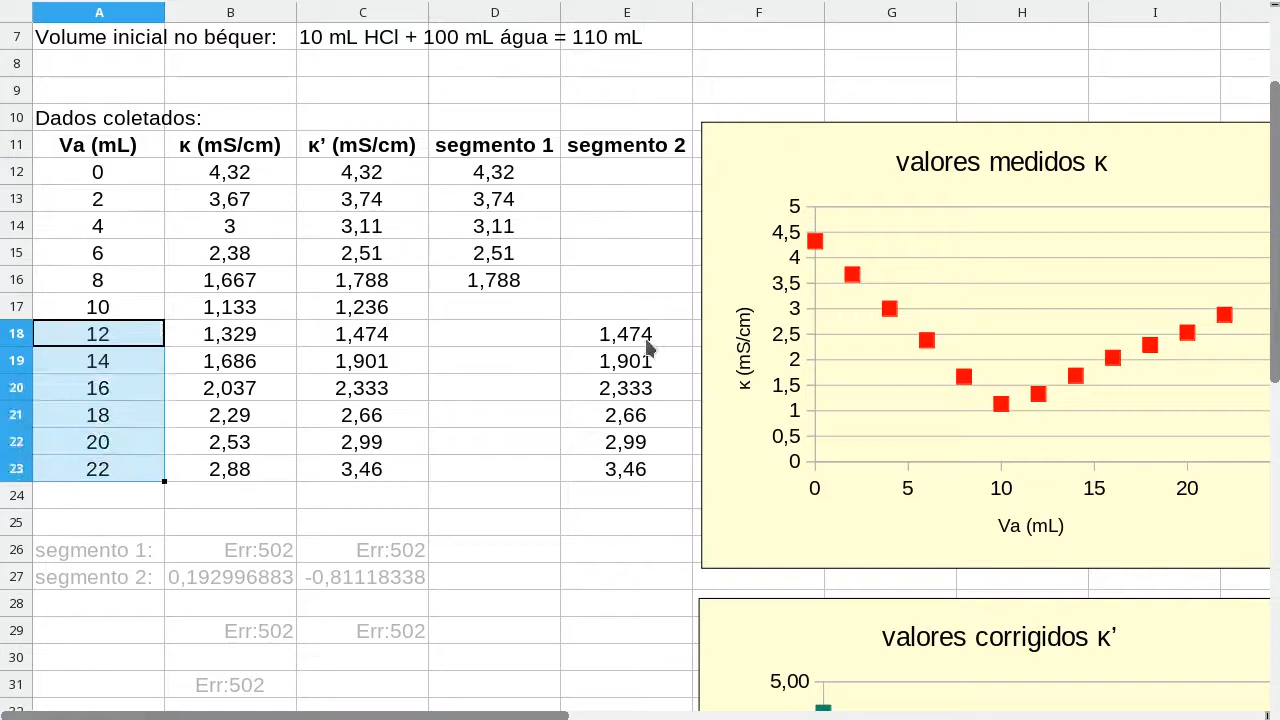 A B C D E F G H I
7 Volume inicial no béquer: 10 mL HCl + 100 mL água = 110 mL
8
9
10 Dados coletados:
11 Va (mL) κ (mS/cm) κ’ (mS/cm) segmento 1 segmento 2
12 0 4,32 4,32 4,32
13 2 3,67 3,74 3,74
14 4 3 3,11 3,11
15 6 2,38 2,51 2,51
16 8 1,667 1,788 1,788
17 10 1,133 1,236
18 12 1,329 1,474 1,474
19 14 1,686 1,901 1,901
20 16 2,037 2,333 2,333
21 18 2,29 2,66 2,66
22 20 2,53 2,99 2,99
23 22 2,88 3,46 3,46
24
25
26 segmento 1: Err:502 Err:502
27 segmento 2: 0,192996883 -0,81118338
28
29 Err:502 Err:502
30
31 Err:502
valores medidos κ
5
4,5
4
3,5
3
2,5
2
1,5
1
0,5
0
κ (mS/cm)
0 5 10 15 20
Va (mL)
valores corrigidos κ’
5,00